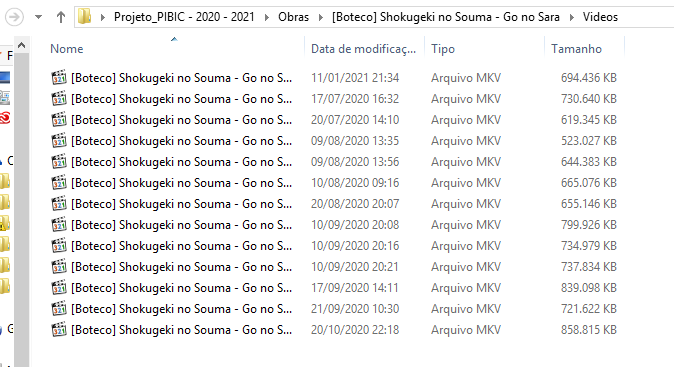 Projeto_PIBIC - 2020 - 2021 › Obras › [Boteco] Shokugeki no Souma - Go no Sara › Videos
Nome Data de modificaç... Tipo Tamanho
[Boteco] Shokugeki no Souma - Go no S... 11/01/2021 21:34 Arquivo MKV 694.436 KB
[Boteco] Shokugeki no Souma - Go no S... 17/07/2020 16:32 Arquivo MKV 730.640 KB
[Boteco] Shokugeki no Souma - Go no S... 20/07/2020 14:10 Arquivo MKV 619.345 KB
[Boteco] Shokugeki no Souma - Go no S... 09/08/2020 13:35 Arquivo MKV 523.027 KB
[Boteco] Shokugeki no Souma - Go no S... 09/08/2020 13:56 Arquivo MKV 644.383 KB
[Boteco] Shokugeki no Souma - Go no S... 10/08/2020 09:16 Arquivo MKV 665.076 KB
[Boteco] Shokugeki no Souma - Go no S... 20/08/2020 20:07 Arquivo MKV 655.146 KB
[Boteco] Shokugeki no Souma - Go no S... 10/09/2020 20:08 Arquivo MKV 799.926 KB
[Boteco] Shokugeki no Souma - Go no S... 10/09/2020 20:16 Arquivo MKV 734.979 KB
[Boteco] Shokugeki no Souma - Go no S... 10/09/2020 20:21 Arquivo MKV 737.834 KB
[Boteco] Shokugeki no Souma - Go no S... 17/09/2020 14:11 Arquivo MKV 839.098 KB
[Boteco] Shokugeki no Souma - Go no S... 21/09/2020 10:30 Arquivo MKV 721.622 KB
[Boteco] Shokugeki no Souma - Go no S... 20/10/2020 22:18 Arquivo MKV 858.815 KB